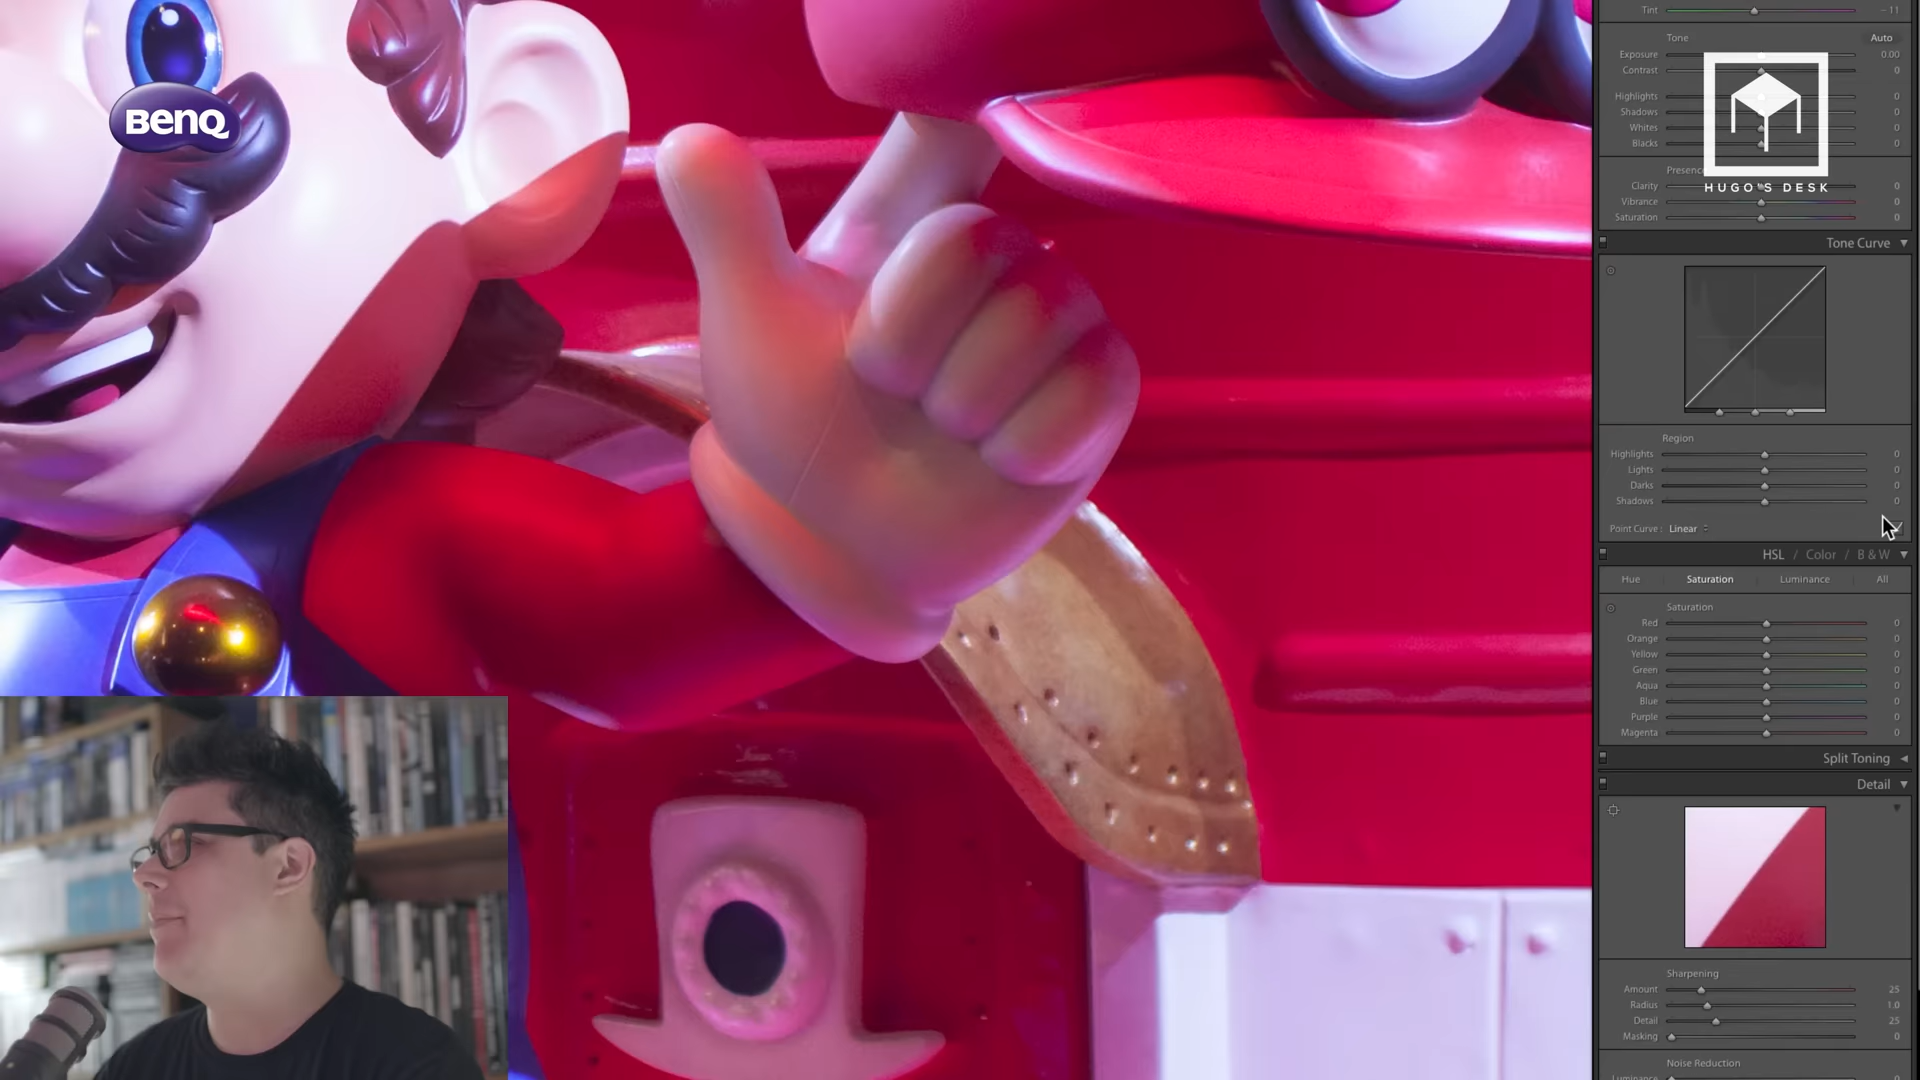 BENQ
Tint -11
Tone Auto
Exposure 0.00
Contrast 0
Highlights 0
Shadows 0
Whites 0
Blacks 0
Presence
Clarity 0
Vibrance 0
Saturation 0
HUGO'S DESK
Tone Curve
Region
Highlights 0
Lights 0
Darks 0
Shadows 0
Point Curve : Linear
HSL / Color / B & W
Hue Saturation Luminance All
Saturation
Red 0
Orange 0
Yellow 0
Green 0
Aqua 0
Blue 0
Purple 0
Magenta 0
Split Toning
Detail
Sharpening
Amount 25
Radius 1.0
Detail 25
Masking 0
Noise Reduction
Luminance 0